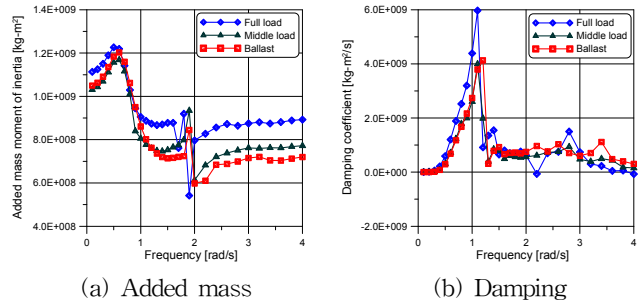 1.4E+009
1.2E+009
1.0E+009
8.0E+008
6.0E+008
4.0E+008
Added mass moment of inertia [kg-m²]
Full load
Middle load
Ballast
0 1 2 3 4
Frequency [rad/s]
(a) Added mass
6.0E+009
4.0E+009
2.0E+009
0.0E+000
-2.0E+009
Damping coefficient [kg-m²/s]
Full load
Middle load
Ballast
0 1 2 3 4
Frequency [rad/s]
(b) Damping